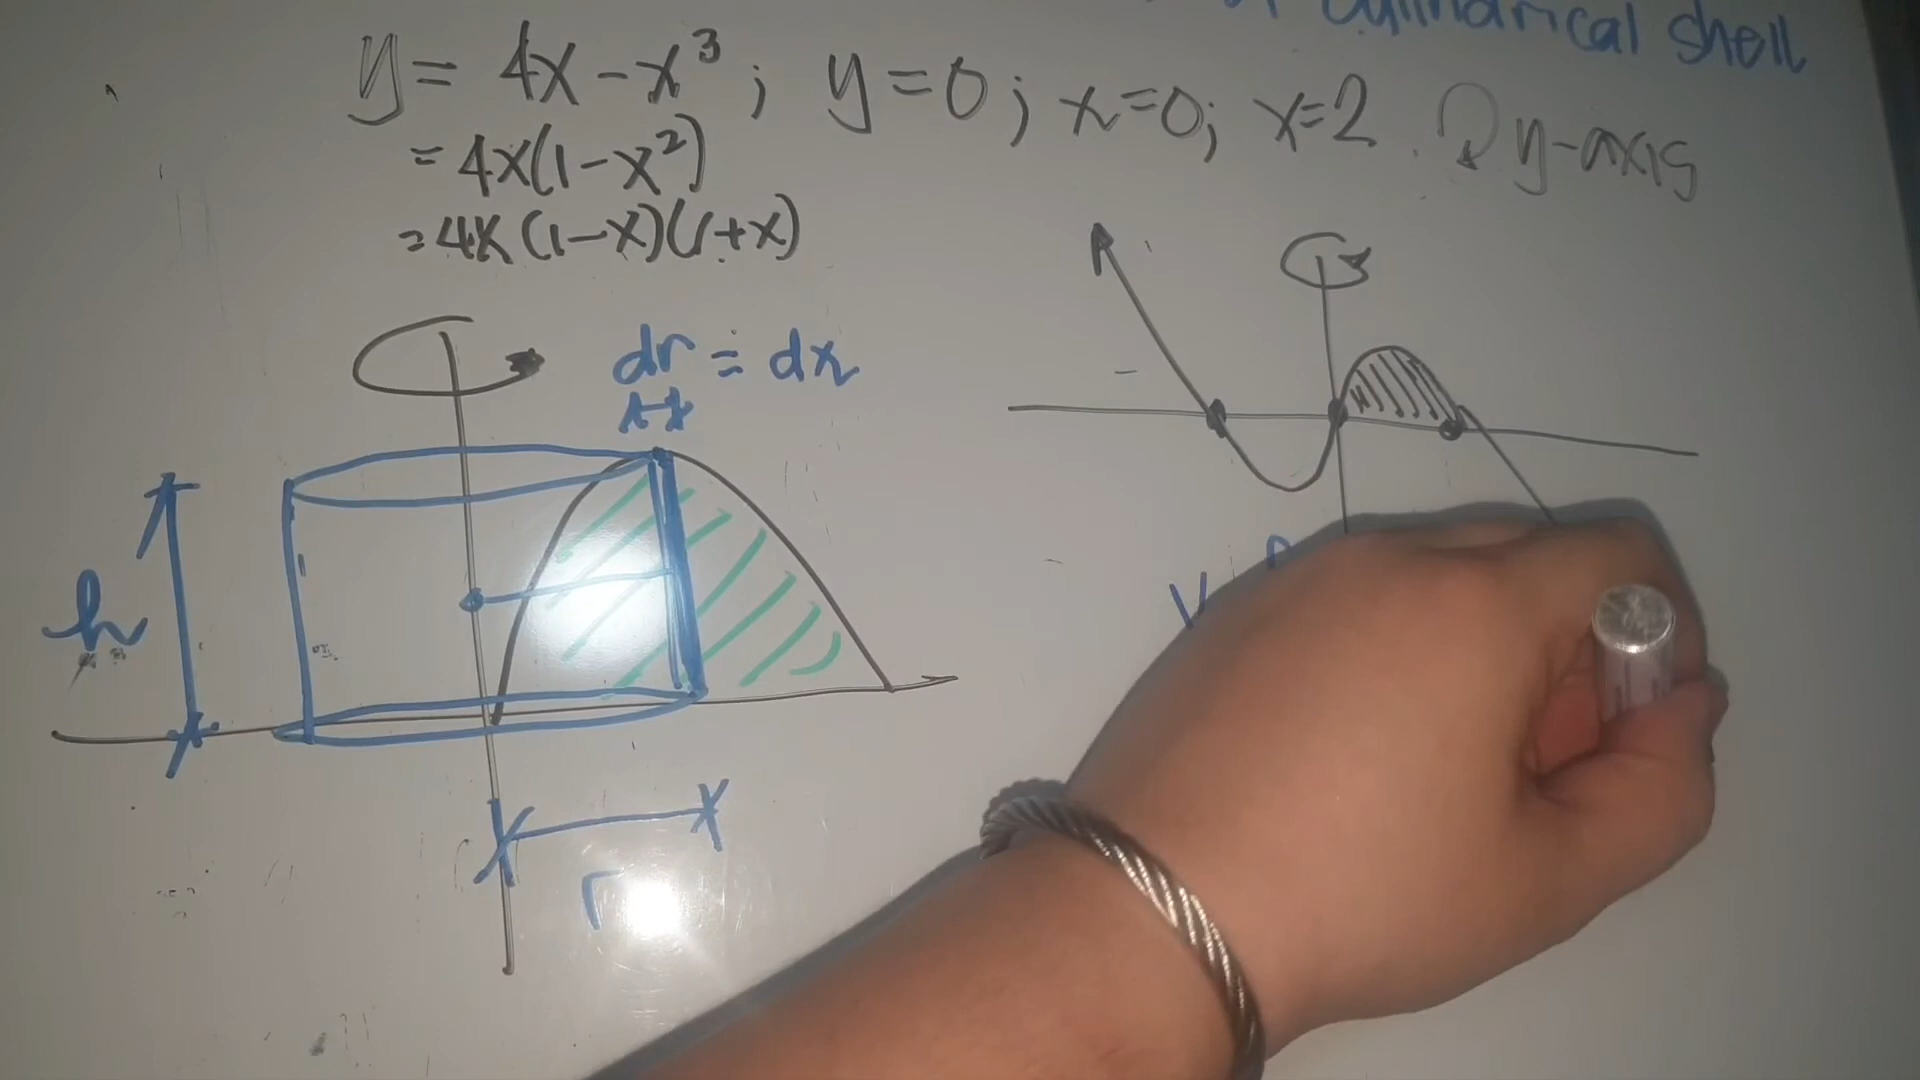 cylindrical shell
y = 4x - x³ ; y = 0 ; x = 0 ; x = 2 . y-axis
= 4x(1-x²)
= 4x(1-x)(1+x)
dr = dx
h
V
r